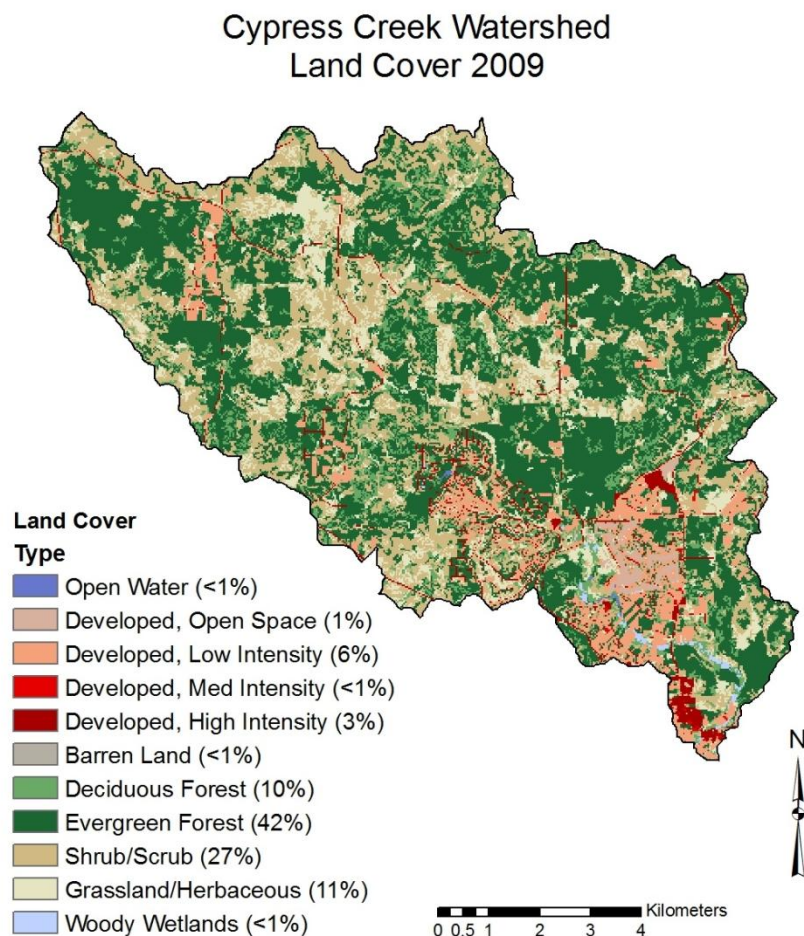 Cypress Creek Watershed
Land Cover 2009
Land Cover
Type
Open Water (<1%)
Developed, Open Space (1%)
Developed, Low Intensity (6%)
Developed, Med Intensity (<1%)
Developed, High Intensity (3%)
Barren Land (<1%)
Deciduous Forest (10%)
Evergreen Forest (42%)
Shrub/Scrub (27%)
Grassland/Herbaceous (11%)
Woody Wetlands (<1%)
N
Kilometers
0 0.5 1 2 3 4